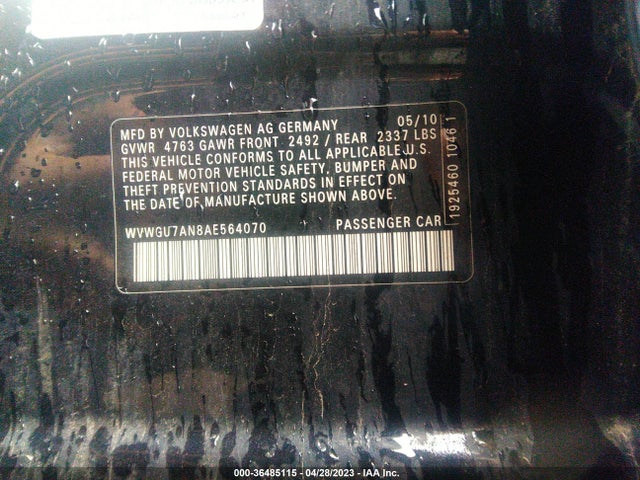 MFD BY VOLKSWAGEN AG GERMANY 05/10
GVWR 4763 GAWR FRONT 2492 / REAR 2337 LBS
THIS VEHICLE CONFORMS TO ALL APPLICABLE U.S.
FEDERAL MOTOR VEHICLE SAFETY, BUMPER AND
THEFT PREVENTION STANDARDS IN EFFECT ON
THE DATE OF MANUFACTURE SHOWN ABOVE.
WVWGU7AN8AE564070 PASSENGER CAR
1925460 1046 1
000-36485115 - 04/28/2023 - IAA Inc.